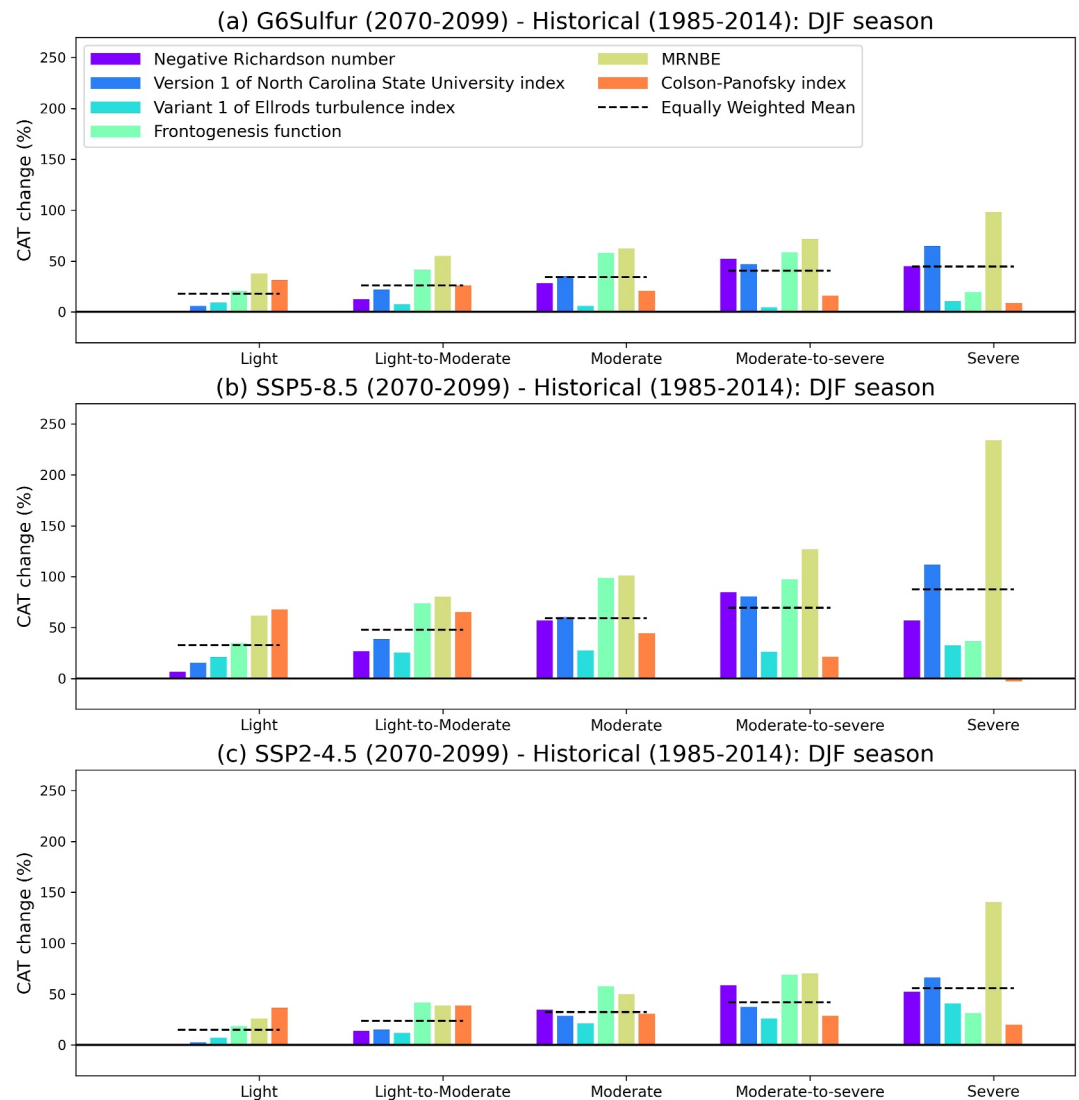 (a) G6Sulfur (2070-2099) - Historical (1985-2014): DJF season
250
200
150
100
50
0
CAT change (%)
Negative Richardson number
Version 1 of North Carolina State University index
Variant 1 of Ellrods turbulence index
Frontogenesis function
MRNBE
Colson-Panofsky index
Equally Weighted Mean
Light
Light-to-Moderate
Moderate
Moderate-to-severe
Severe
(b) SSP5-8.5 (2070-2099) - Historical (1985-2014): DJF season
250
200
150
100
50
0
CAT change (%)
Light
Light-to-Moderate
Moderate
Moderate-to-severe
Severe
(c) SSP2-4.5 (2070-2099) - Historical (1985-2014): DJF season
250
200
150
100
50
0
CAT change (%)
Light
Light-to-Moderate
Moderate
Moderate-to-severe
Severe